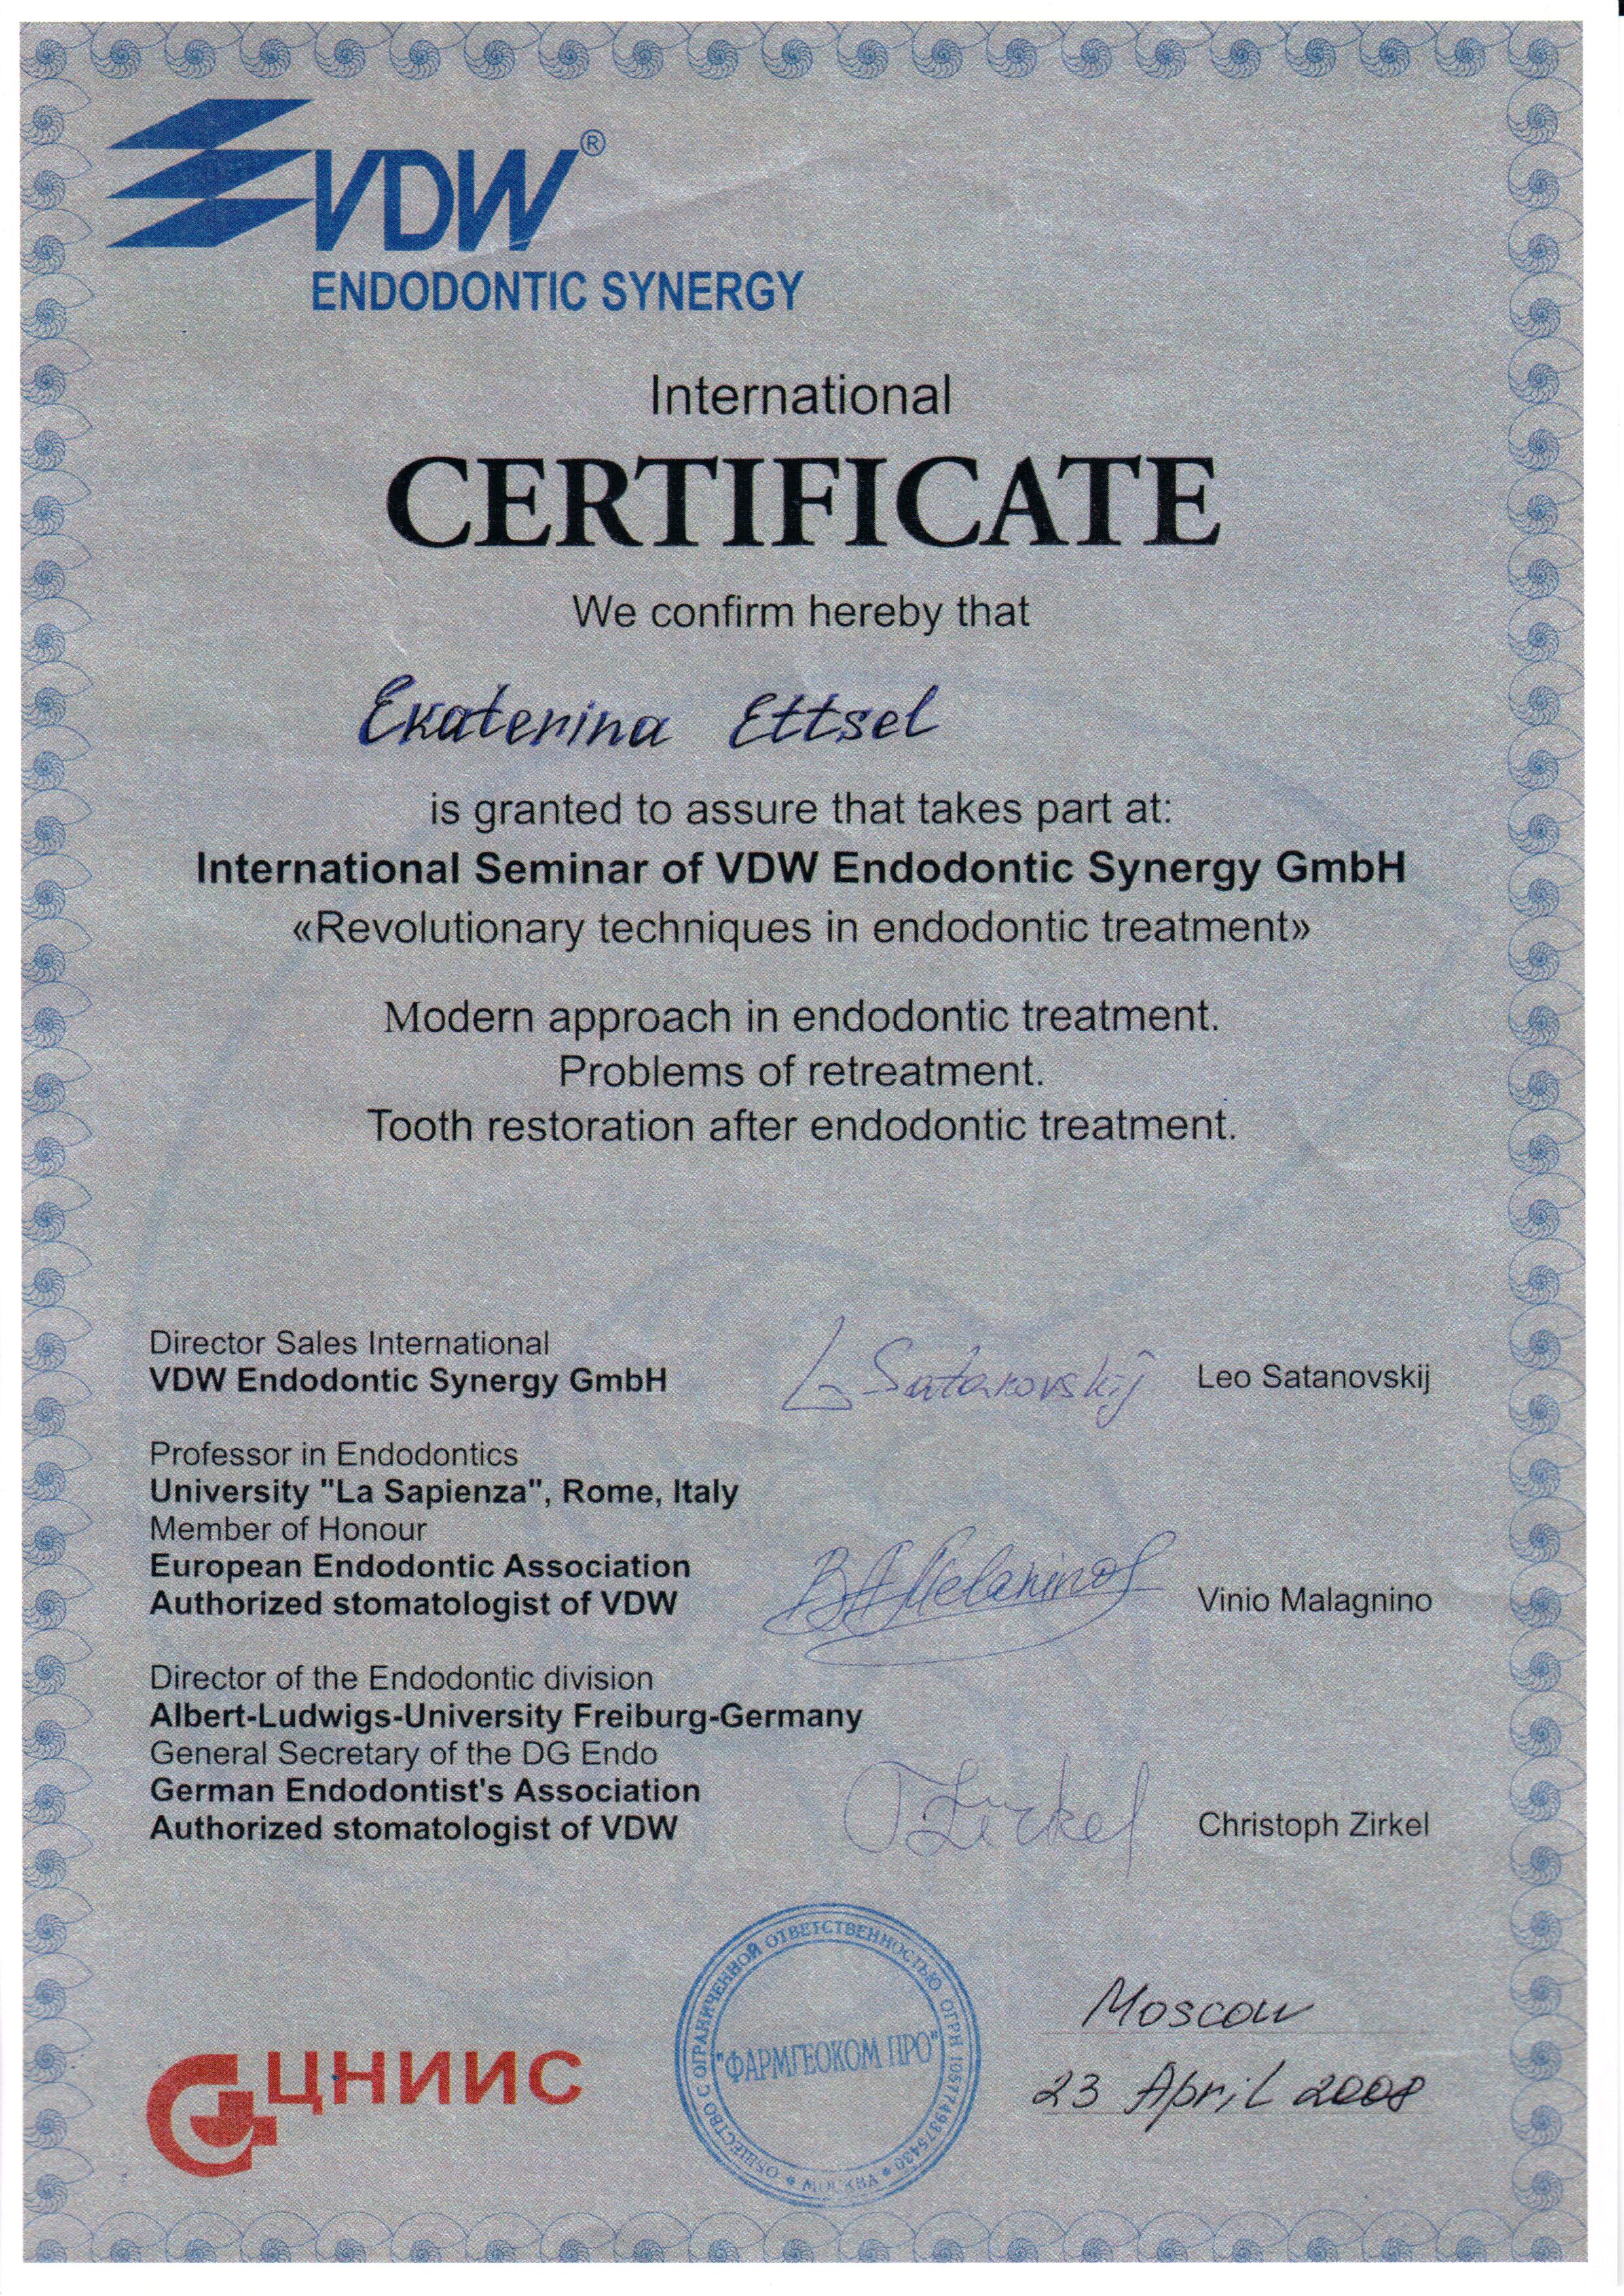 VDW®
ENDODONTIC SYNERGY
International
CERTIFICATE
We confirm hereby that
Ekaterina Ettsel
is granted to assure that takes part at:
International Seminar of VDW Endodontic Synergy GmbH
«Revolutionary techniques in endodontic treatment»
Modern approach in endodontic treatment.
Problems of retreatment.
Tooth restoration after endodontic treatment.
Director Sales International
VDW Endodontic Synergy GmbH
L Satanovskij
Leo Satanovskij
Professor in Endodontics
University "La Sapienza", Rome, Italy
Member of Honour
European Endodontic Association
Authorized stomatologist of VDW
Vinio Malagnino
Director of the Endodontic division
Albert-Ludwigs-University Freiburg-Germany
General Secretary of the DG Endo
German Endodontist's Association
Authorized stomatologist of VDW
Zirkel
Christoph Zirkel
ЦНИИС
ОБЩЕСТВО С ОГРАНИЧЕННОЙ ОТВЕТСТВЕННОСТЬЮ ОГРН 1057749375430
МОСКВА
"ФАРМГЕОКОМ ПРО"
Moscow
23 April 2008